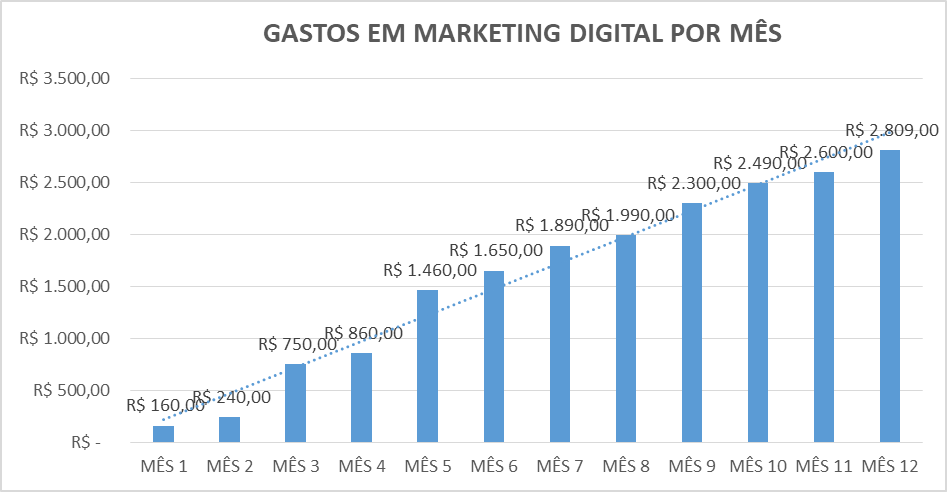 GASTOS EM MARKETING DIGITAL POR MÊS
R$ 3.500,00
R$ 3.000,00
R$ 2.500,00
R$ 2.000,00
R$ 1.500,00
R$ 1.000,00
R$ 500,00
R$ -
R$ 160,00
R$ 240,00
R$ 750,00
R$ 860,00
R$ 1.460,00
R$ 1.650,00
R$ 1.890,00
R$ 1.990,00
R$ 2.300,00
R$ 2.490,00
R$ 2.600,00
R$ 2.809,00
MÊS 1
MÊS 2
MÊS 3
MÊS 4
MÊS 5
MÊS 6
MÊS 7
MÊS 8
MÊS 9
MÊS 10
MÊS 11
MÊS 12